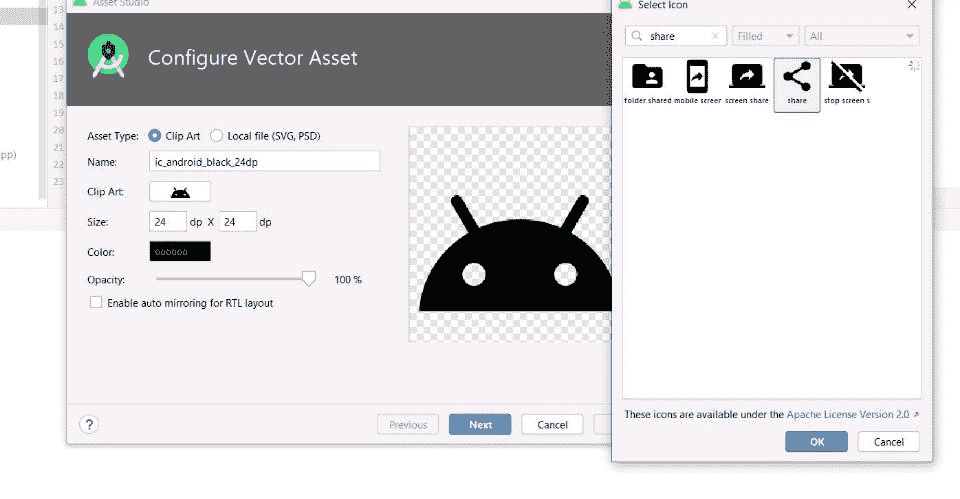 Asset Studio
Configure Vector Asset
Asset Type: Clip Art Local file (SVG, PSD)
Name: ic_android_black_24dp
Clip Art:
Size: 24 dp X 24 dp
Color: 000000
Opacity: 100 %
Enable auto mirroring for RTL layout
? Previous Next Cancel
Select Icon
share Filled All
folder shared mobile screen screen share share stop screen s
These icons are available under the Apache License Version 2.0
OK Cancel
13
14
15
16
17
18
19
20
21
22
23
pp)